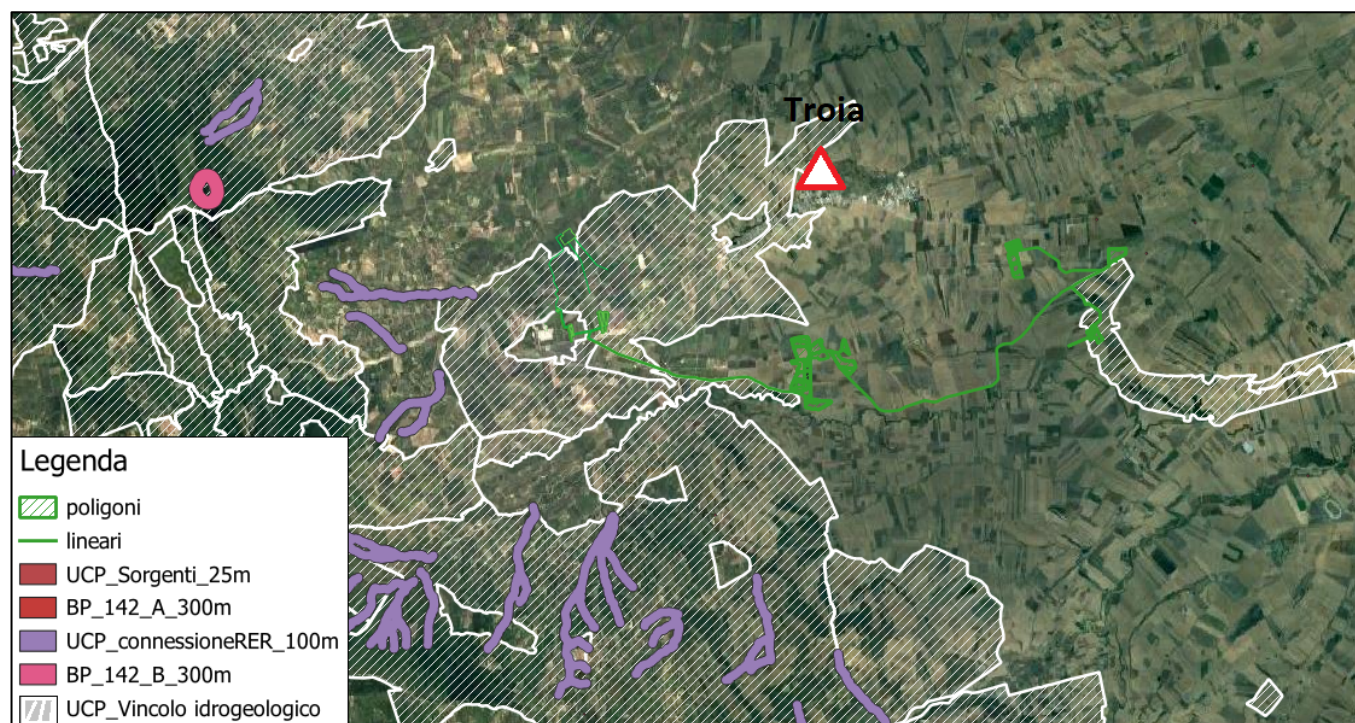 Troia
Legenda
poligoni
lineari
UCP_Sorgenti_25m
BP_142_A_300m
UCP_connessioneRER_100m
BP_142_B_300m
UCP_Vincolo idrogeologico